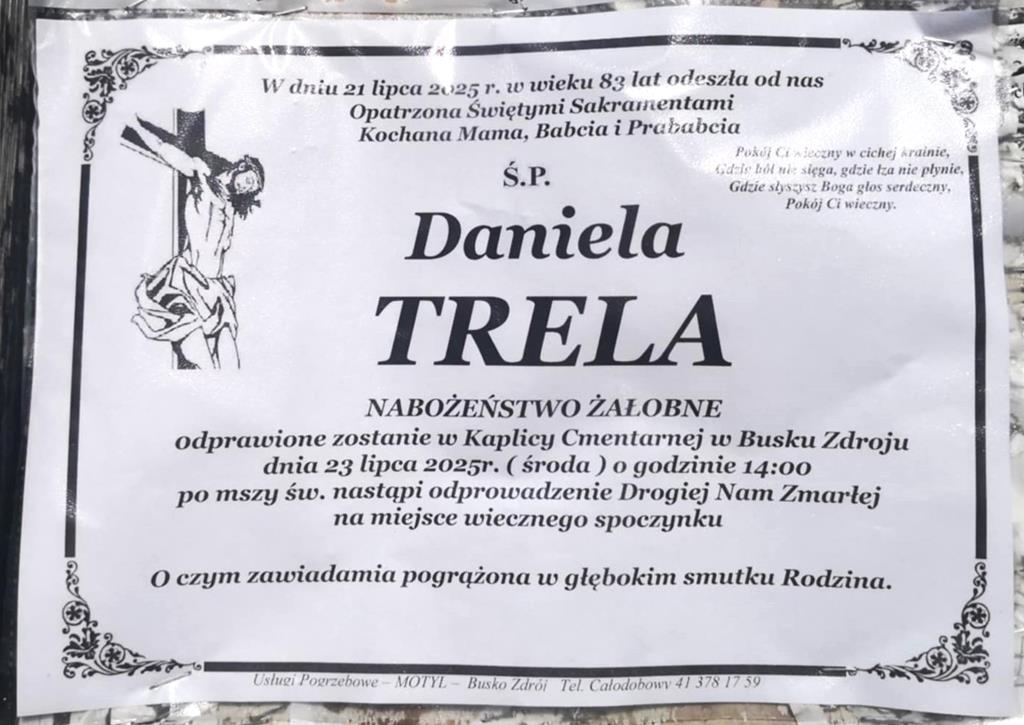 W dniu 21 lipca 2025 r. w wieku 83 lat odeszła od nas
Opatrzona Świętymi Sakramentami
Kochana Mama, Babcia i Prababcia
Pokój Ci wieczny w cichej krainie,
Gdzie ból nie sięga, gdzie łza nie płynie,
Gdzie słyszysz Boga głos serdeczny,
Pokój Ci wieczny.
Ś.P.
Daniela
TRELA
NABOŻEŃSTWO ŻAŁOBNE
odprawione zostanie w Kaplicy Cmentarnej w Busku Zdroju
dnia 23 lipca 2025r. ( środa ) o godzinie 14:00
po mszy św. nastąpi odprowadzenie Drogiej Nam Zmarłej
na miejsce wiecznego spoczynku
O czym zawiadamia pogrążona w głębokim smutku Rodzina.
Usługi Pogrzebowe – MOTYL – Busko Zdrój Tel. Całodobowy 41 378 17 59